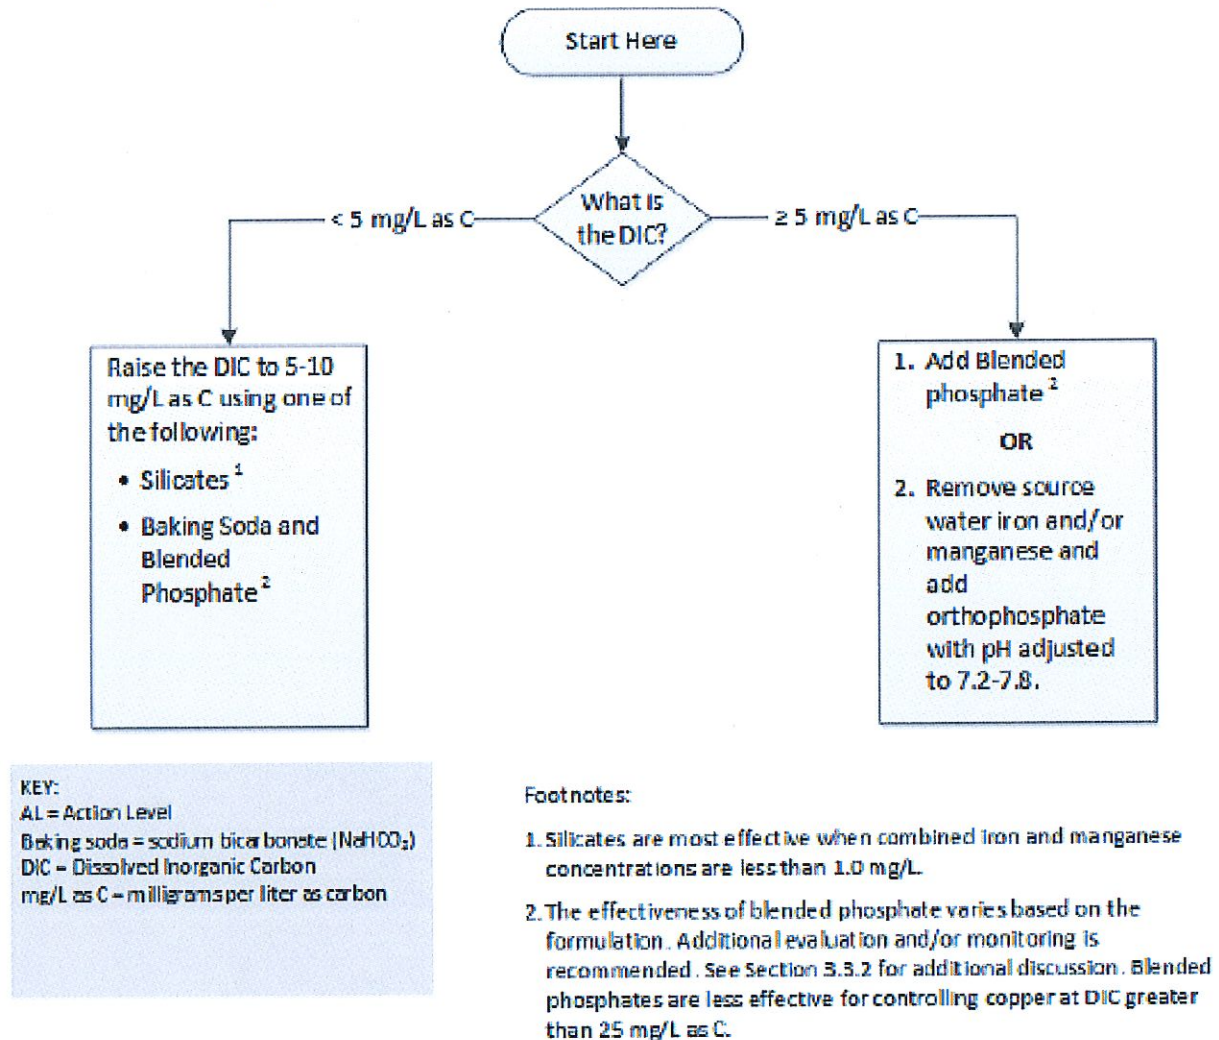 Start Here
What is
the DIC?
< 5 mg/L as C
≥ 5 mg/L as C
Raise the DIC to 5-10
mg/L as C using one of
the following:
• Silicates ¹
• Baking Soda and
Blended
Phosphate ²
1. Add Blended
phosphate ²
OR
2. Remove source
water iron and/or
manganese and
add
orthophosphate
with pH adjusted
to 7.2-7.8.
KEY:
AL = Action Level
Baking soda = sodium bicarbonate (NaHCO₃)
DIC = Dissolved Inorganic Carbon
mg/L as C = milligrams per liter as carbon
Footnotes:
1. Silicates are most effective when combined iron and manganese
concentrations are less than 1.0 mg/L.
2. The effectiveness of blended phosphate varies based on the
formulation. Additional evaluation and/or monitoring is
recommended. See Section 3.3.2 for additional discussion. Blended
phosphates are less effective for controlling copper at DIC greater
than 25 mg/L as C.